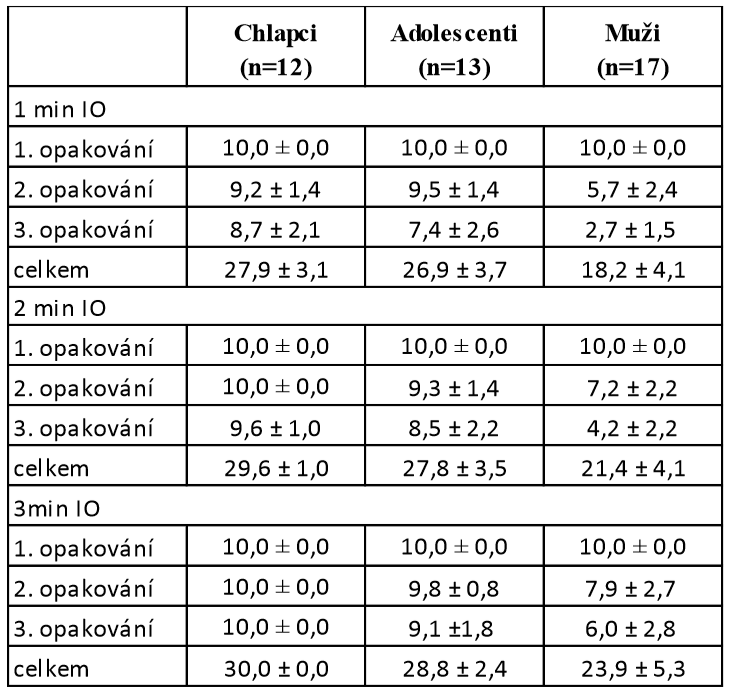 Chlapci Adolescenti Muži
(n=12) (n=13) (n=17)
1 min IO
1. opakování 10,0 ± 0,0 10,0 ± 0,0 10,0 ± 0,0
2. opakování 9,2 ± 1,4 9,5 ± 1,4 5,7 ± 2,4
3. opakování 8,7 ± 2,1 7,4 ± 2,6 2,7 ± 1,5
celkem 27,9 ± 3,1 26,9 ± 3,7 18,2 ± 4,1
2 min IO
1. opakování 10,0 ± 0,0 10,0 ± 0,0 10,0 ± 0,0
2. opakování 10,0 ± 0,0 9,3 ± 1,4 7,2 ± 2,2
3. opakování 9,6 ± 1,0 8,5 ± 2,2 4,2 ± 2,2
celkem 29,6 ± 1,0 27,8 ± 3,5 21,4 ± 4,1
3min IO
1. opakování 10,0 ± 0,0 10,0 ± 0,0 10,0 ± 0,0
2. opakování 10,0 ± 0,0 9,8 ± 0,8 7,9 ± 2,7
3. opakování 10,0 ± 0,0 9,1 ±1,8 6,0 ± 2,8
celkem 30,0 ± 0,0 28,8 ± 2,4 23,9 ± 5,3